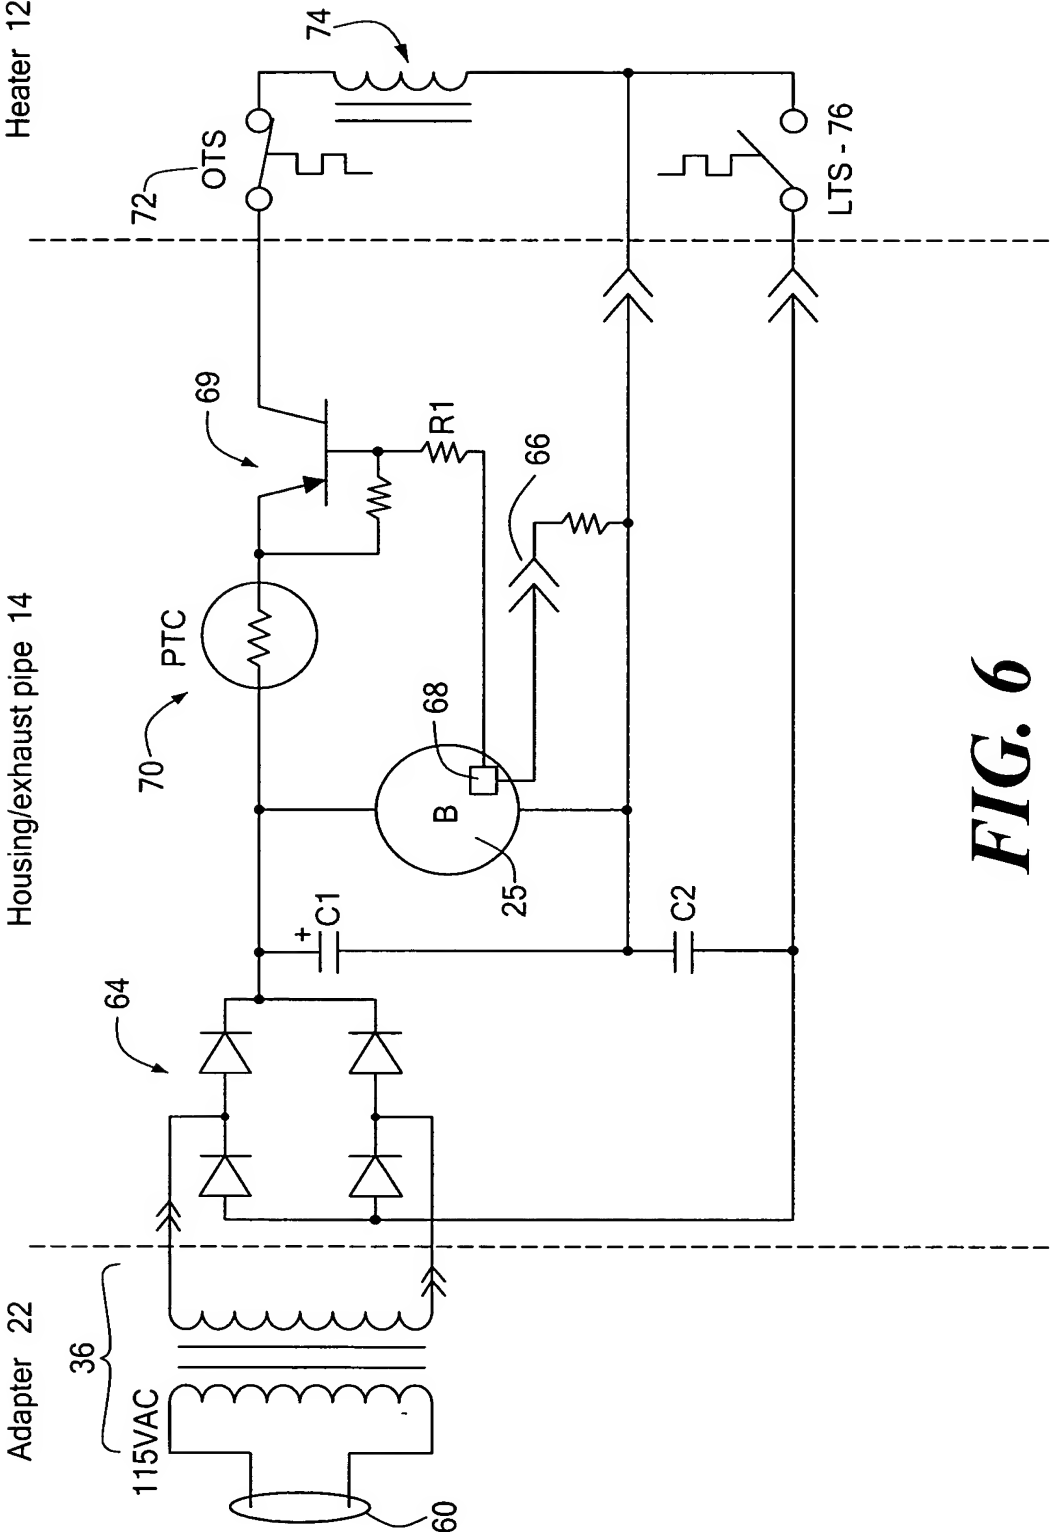 Adapter 22
Housing/exhaust pipe 14
Heater 12
36
115VAC
60
64
+
C1
C2
B
25
68
70
PTC
69
R1
66
72
OTS
74
LTS - 76
FIG. 6